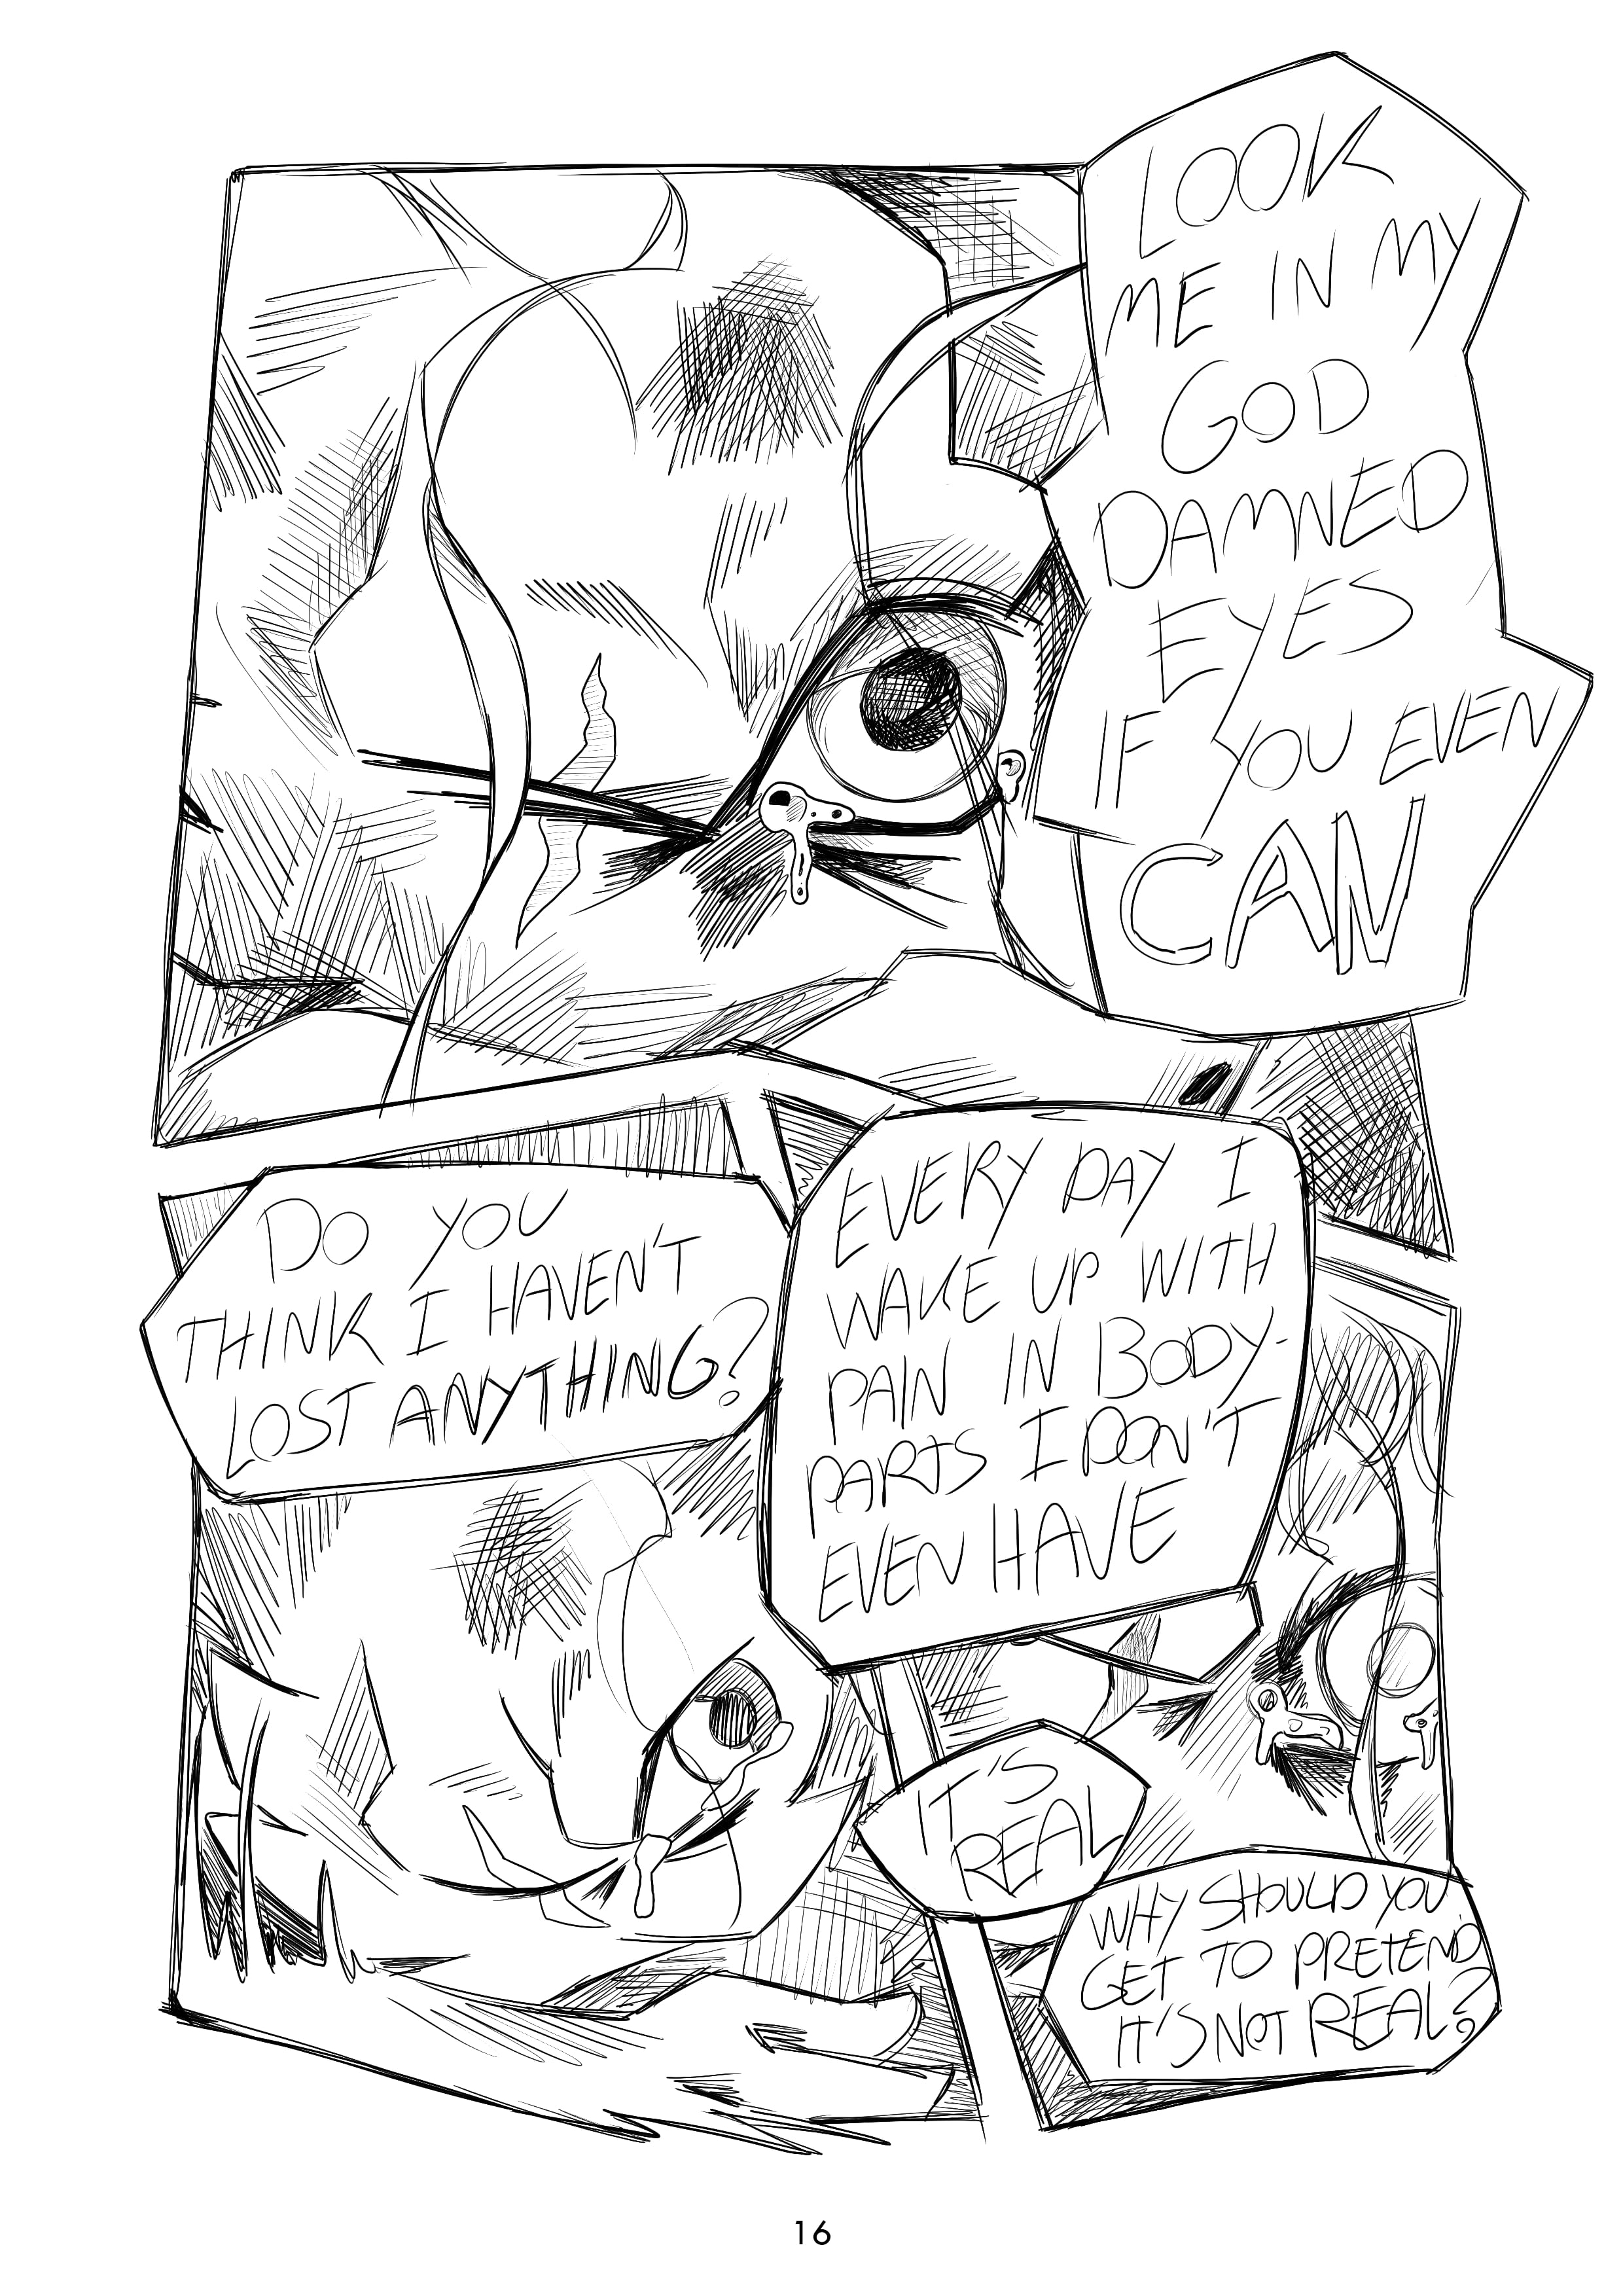 LOOK
ME IN MY
GOD
DAMNED
EYES
IF YOU EVEN
CAN
DO YOU
THINK I HAVEN'T
LOST ANYTHING?
EVERY DAY I
WAKE UP WITH
PAIN IN BODY-
PARTS I DON'T
EVEN HAVE
IT'S
REAL
WHY SHOULD YOU
GET TO PRETEND
IT'S NOT REAL?
16